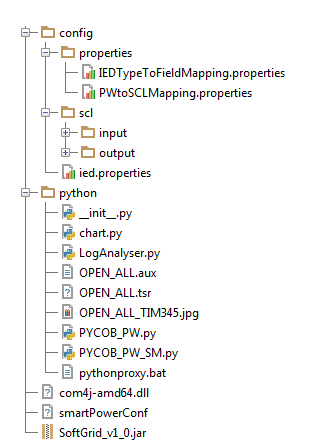 config
properties
IEDTypeToFieldMapping.properties
PWtoSCLMapping.properties
scl
input
output
ied.properties
python
__init__.py
chart.py
LogAnalyser.py
OPEN_ALL.aux
OPEN_ALL.tsr
OPEN_ALL_TIM345.jpg
PYCOB_PW.py
PYCOB_PW_SM.py
pythonproxy.bat
com4j-amd64.dll
smartPowerConf
SoftGrid_v1_0.jar